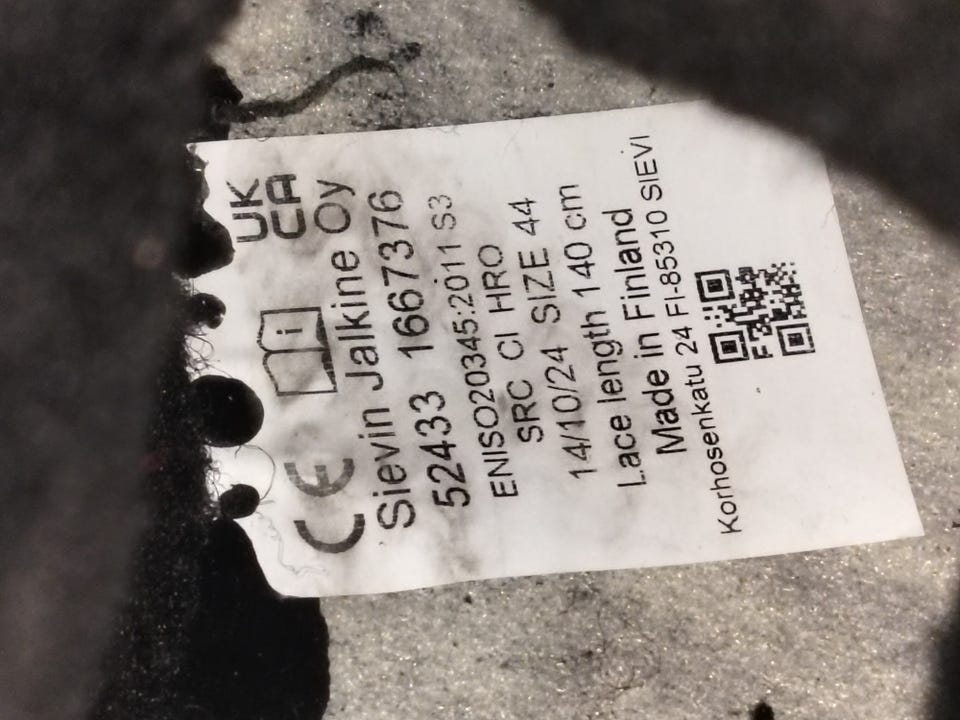 CE i UK CA
Sievin Jalkine Oy
52433 1667376
ENISO20345:2011 S3
SRC CI HRO
14/10/24 SIZE 44
Lace length 140 cm
Made in Finland
Korhosenkatu 24 FI-85310 SIEVI